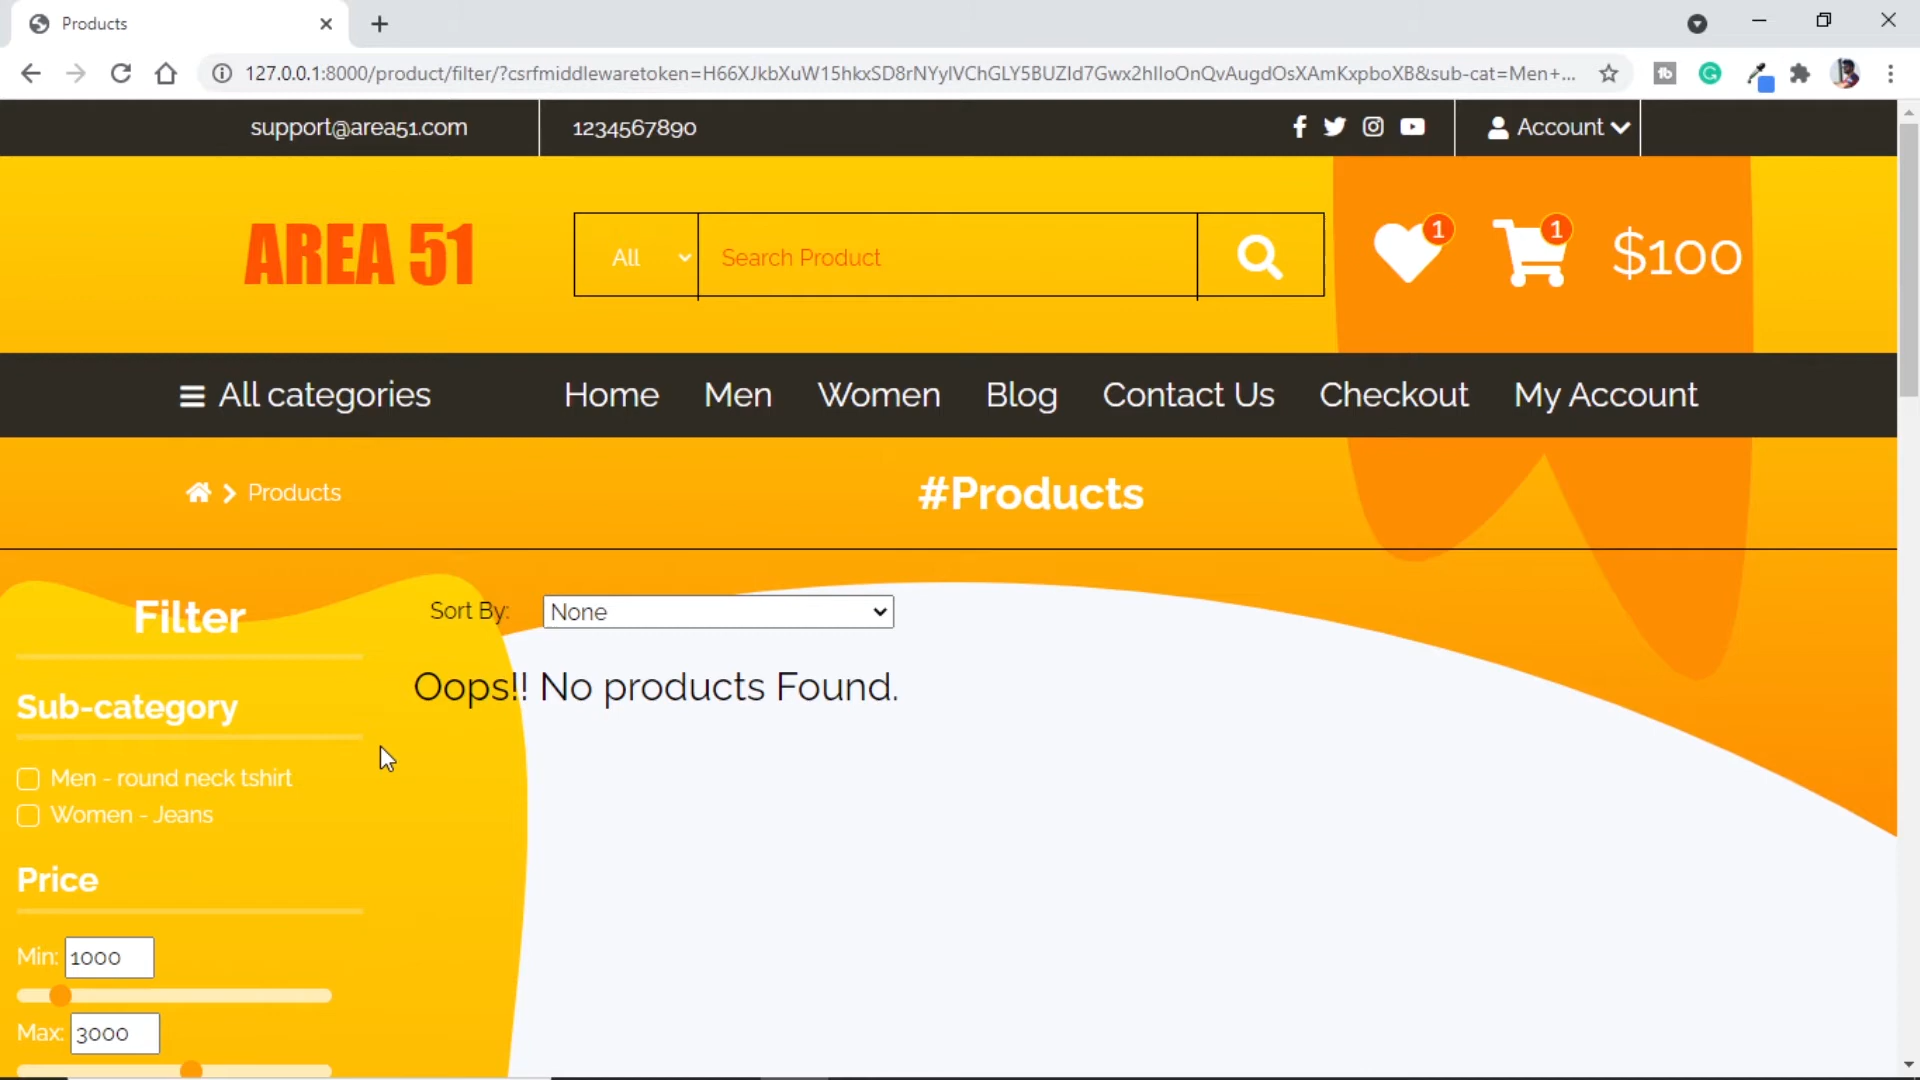 Products
127.0.0.1:8000/product/filter/?csrfmiddlewaretoken=H66XJkbXuW15hkxSD8rNYylVChGLY5BUZId7Gwx2hlIoOnQvAugdOsXAmKxpboXB&sub-cat=Men+...
support@area51.com 1234567890 Account
AREA 51 All Search Product 1 1 $100
All categories Home Men Women Blog Contact Us Checkout My Account
Products #Products
Filter Sort By: None
Oops!! No products Found.
Sub-category
Men - round neck tshirt
Women - Jeans
Price
Min: 1000
Max: 3000